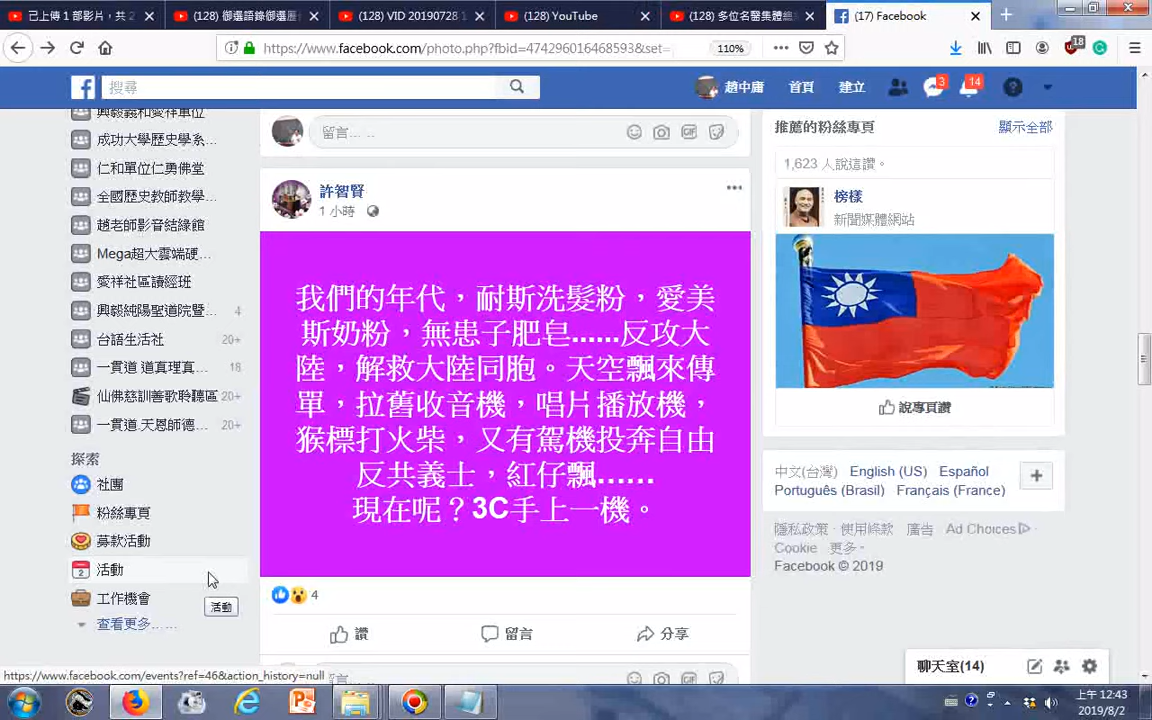 已上傳 1 部影片，共 2
(128) 御選語錄御選歷
(128) VID 20190728 1
(128) YouTube
(128) 多位名醫集體
(17) Facebook
https://www.facebook.com/photo.php?fbid=474296016468593&set=
110%
18
搜尋
趙中庸
首頁
建立
3
14
興毅義和愛祥單位
成功大學歷史學系...
仁和單位仁勇佛堂
全國歷史教師教學...
趙老師影音結緣館
Mega超大雲端硬...
愛祥社區讀經班
興毅純陽聖道院暨... 4
台語生活社 20+
一貫道 道真理真... 18
仙佛慈訓善歌聆聽區 20+
一貫道.天恩師德... 20+
探索
社團
粉絲專頁
募款活動
2
活動
工作機會
活動
查看更多......
留言... ...
許智賢
1 小時
我們的年代，耐斯洗髮粉，愛美
斯奶粉，無患子肥皂......反攻大
陸，解救大陸同胞。天空飄來傳
單，拉舊收音機，唱片播放機，
猴標打火柴，又有駕機投奔自由
反共義士，紅仔飄......
現在呢？3C手上一機。
4
讚
留言
分享
推薦的粉絲專頁
顯示全部
1,623 人說這讚。
榜樣
新聞媒體網站
說專頁讚
中文(台灣) English (US) Español
Português (Brasil) Français (France)
隱私政策 · 使用條款 廣告 Ad Choices
Cookie 更多
Facebook © 2019
聊天室(14)
https://www.facebook.com/events?ref=46&action_history=null
上午 12:43
2019/8/2